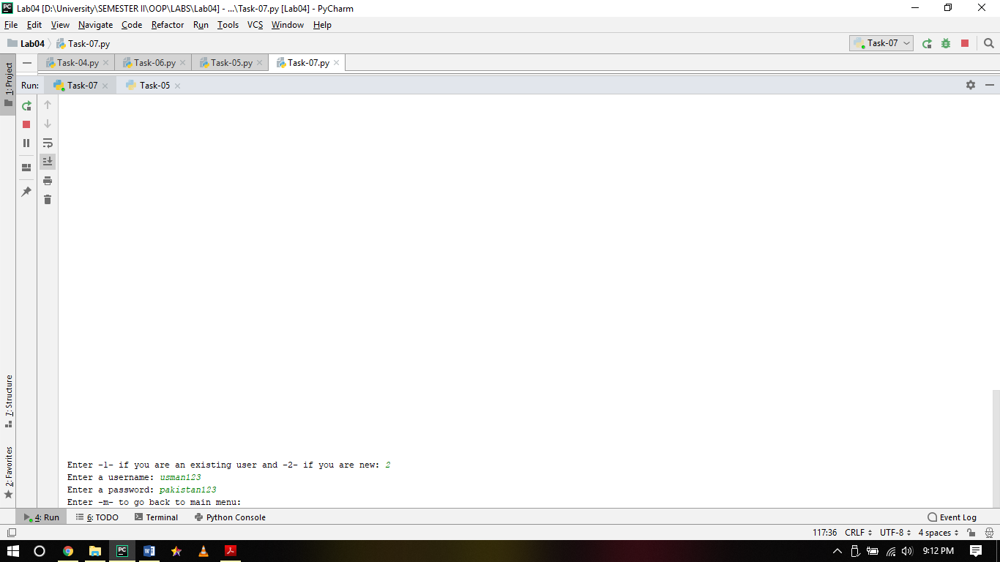 Lab04 [D:\University\SEMESTER II\OOP\LABS\Lab04] - ...\Task-07.py [Lab04] - PyCharm
File Edit View Navigate Code Refactor Run Tools VCS Window Help
Lab04 Task-07.py Task-07
Task-04.py Task-06.py Task-05.py Task-07.py
1: Project
Run: Task-07 Task-05
7: Structure
2: Favorites
Enter -1- if you are an existing user and -2- if you are new: 2
Enter a username: usman123
Enter a password: pakistan123
Enter -m- to go back to main menu:
4: Run 6: TODO Terminal Python Console Event Log
117:36 CRLF UTF-8 4 spaces
PC W 9:12 PM